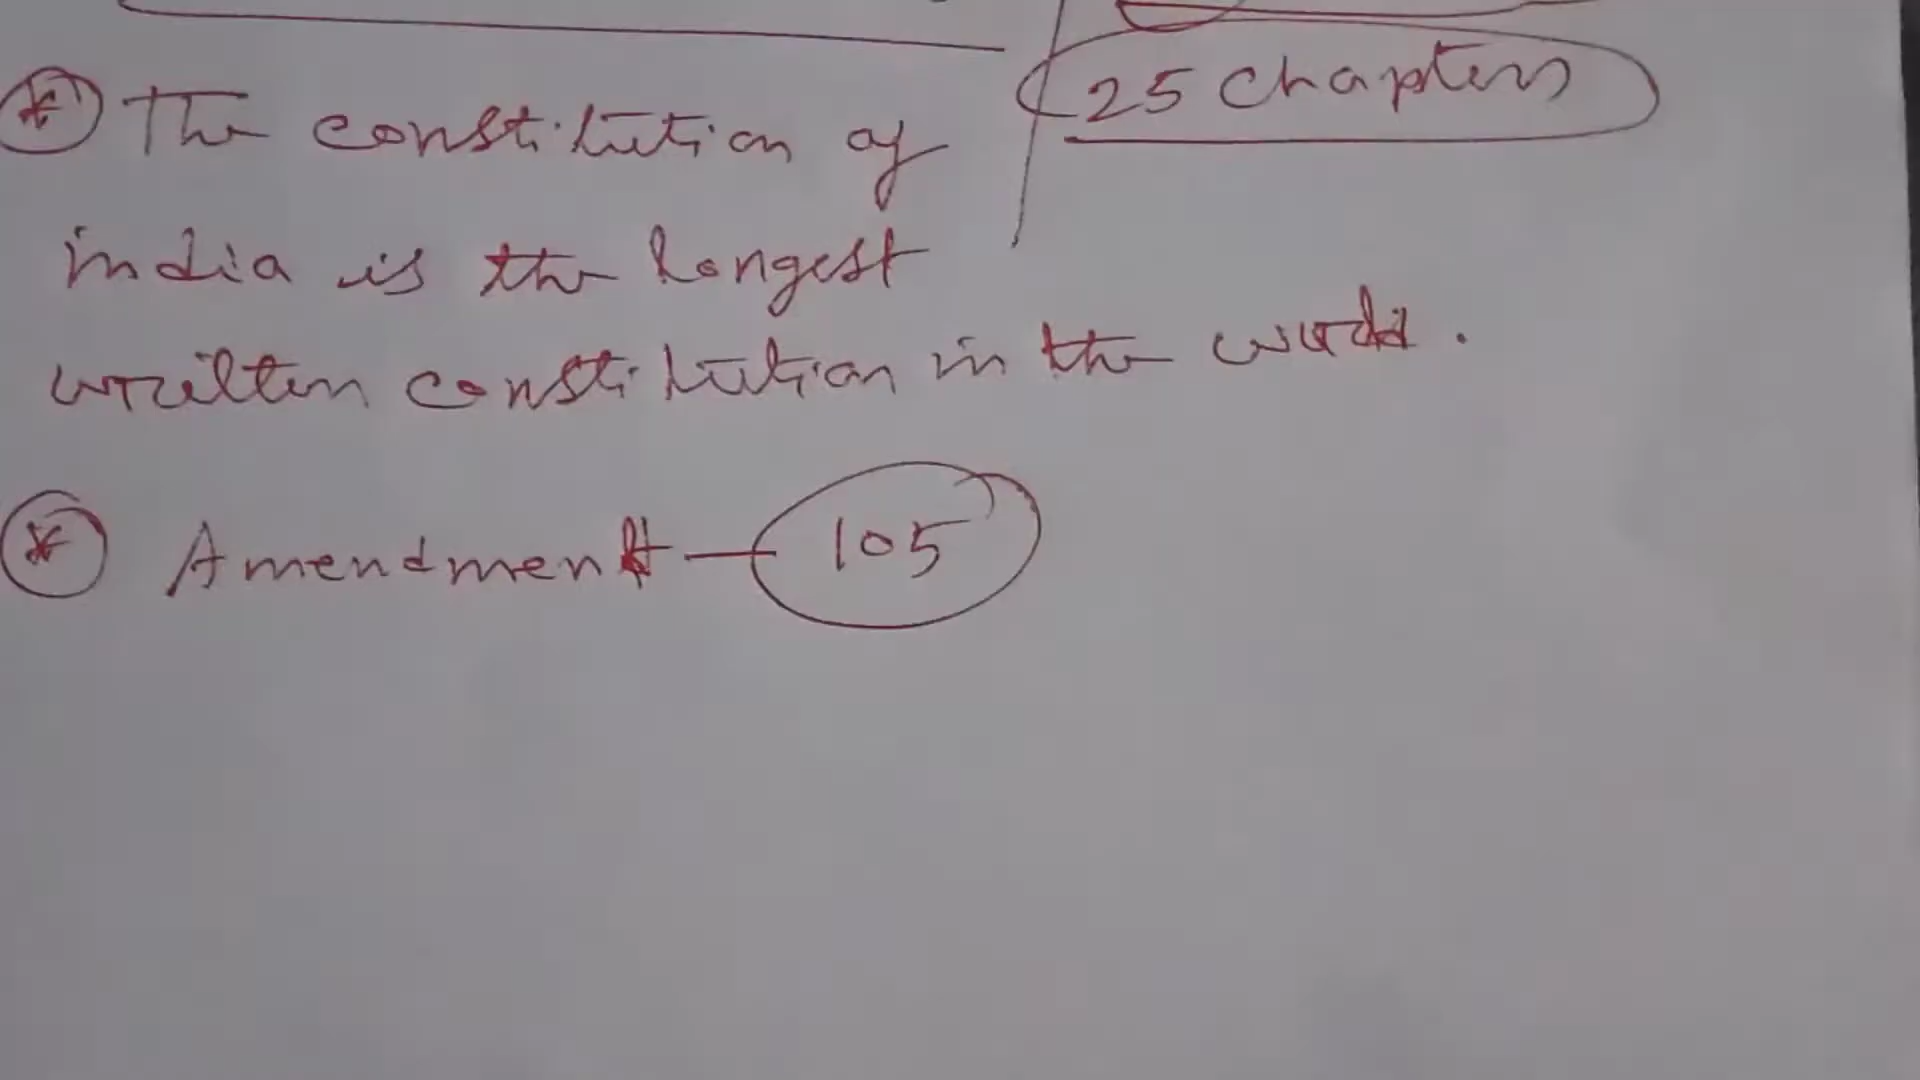 25 Chapters
* The constitution of
india is the longest
written constitution in the world.
* Amendment - 105